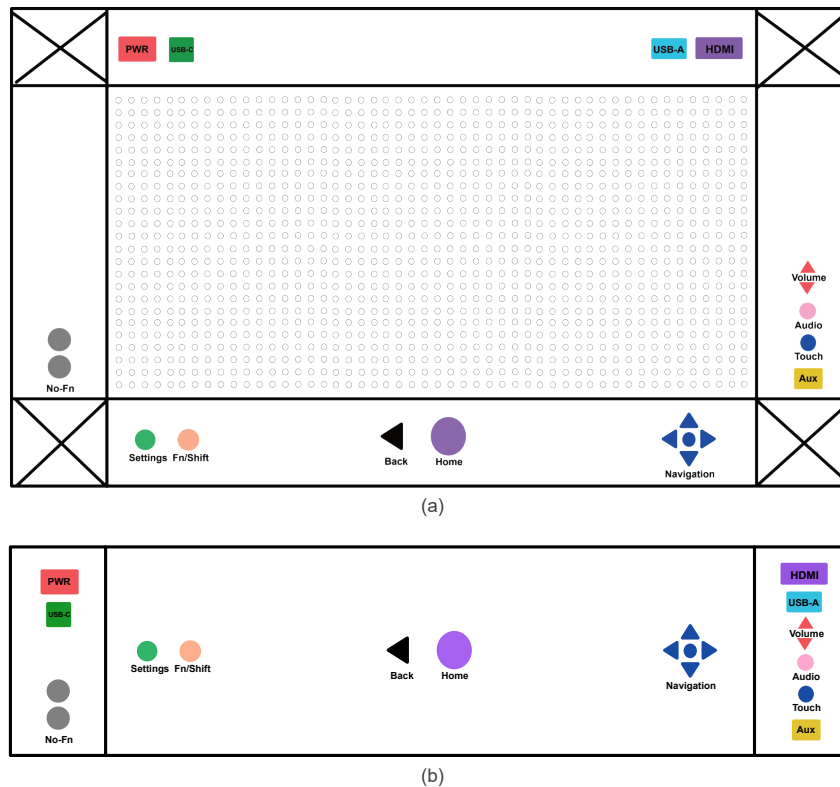 PWR
USB-C
USB-A
HDMI
Volume
Audio
Touch
Aux
No-Fn
Settings
Fn/Shift
Back
Home
Navigation
(a)
PWR
USB-C
HDMI
USB-A
Volume
Audio
Touch
Aux
No-Fn
Settings
Fn/Shift
Back
Home
Navigation
(b)